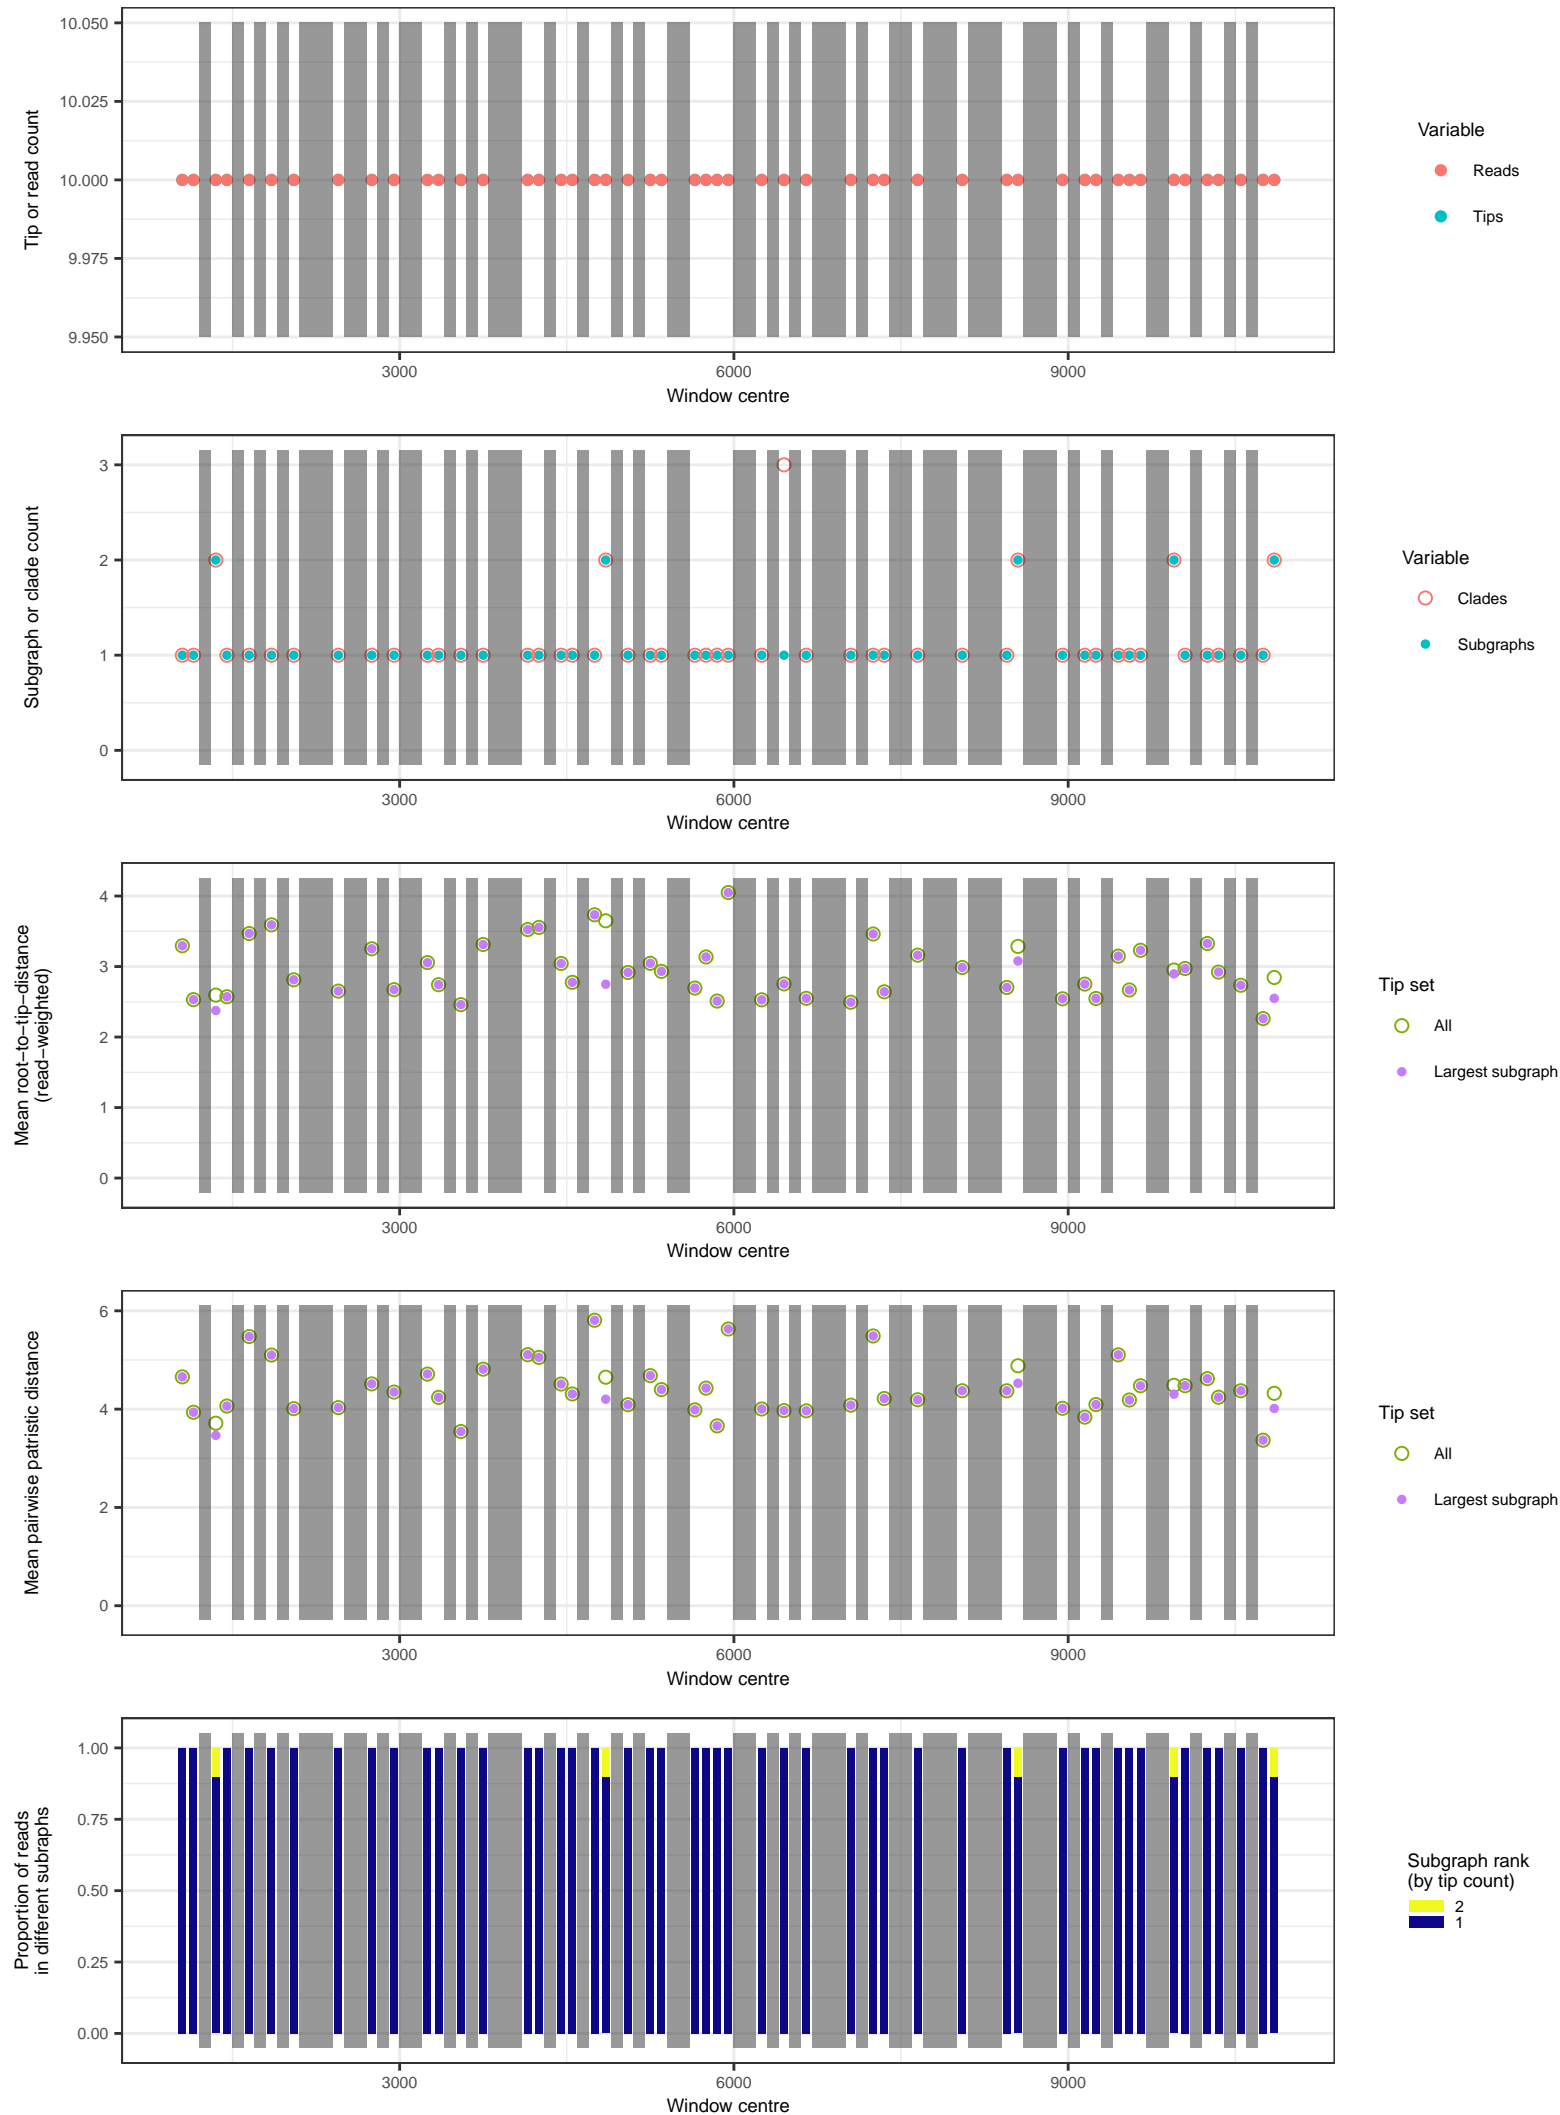 10.050
10.025
10.000
9.975
9.950
Tip or read count
3000
6000
9000
Window centre
Variable
Reads
Tips
3
2
1
0
Subgraph or clade count
3000
6000
9000
Window centre
Variable
Clades
Subgraphs
4
3
2
1
0
Mean root−to−tip−distance
(read−weighted)
3000
6000
9000
Window centre
Tip set
All
Largest subgraph
6
4
2
0
Mean pairwise patristic distance
3000
6000
9000
Window centre
Tip set
All
Largest subgraph
1.00
0.75
0.50
0.25
0.00
Proportion of reads
in different subraphs
3000
6000
9000
Window centre
Subgraph rank
(by tip count)
2
1